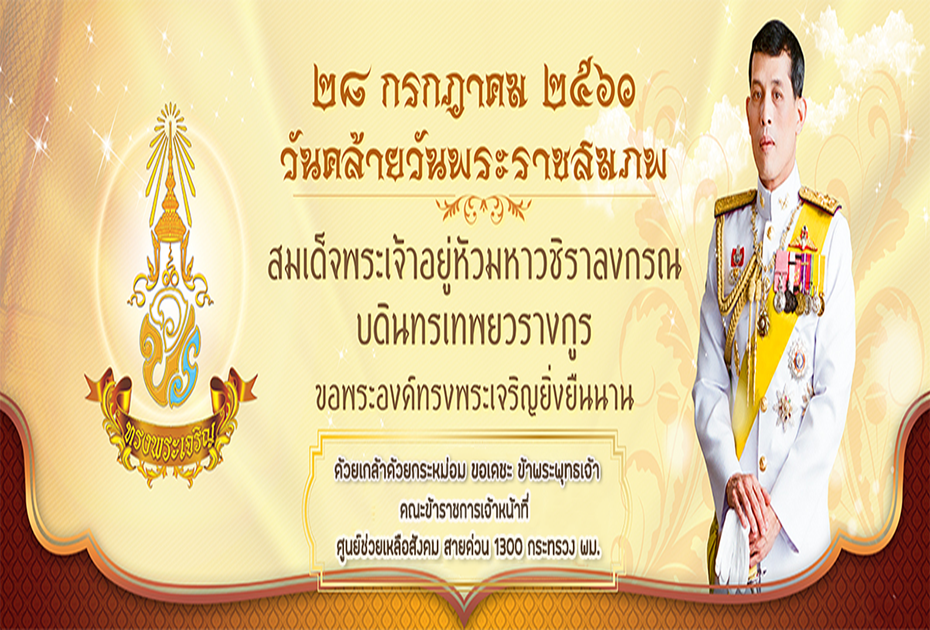 ๒๘ กรกฎาคม ๒๕๖๐
วันคล้ายวันพระราชสมภพ
สมเด็จพระเจ้าอยู่หัวมหาวชิราลงกรณ
บดินทรเทพยวรางกูร
ขอพระองค์ทรงพระเจริญยิ่งยืนนาน
ทรงพระเจริญ
ด้วยเกล้าด้วยกระหม่อม ขอเดชะ ข้าพระพุทธเจ้า
คณะข้าราชการเจ้าหน้าที่
ศูนย์ช่วยเหลือสังคม สายด่วน 1300 กระทรวง พม.